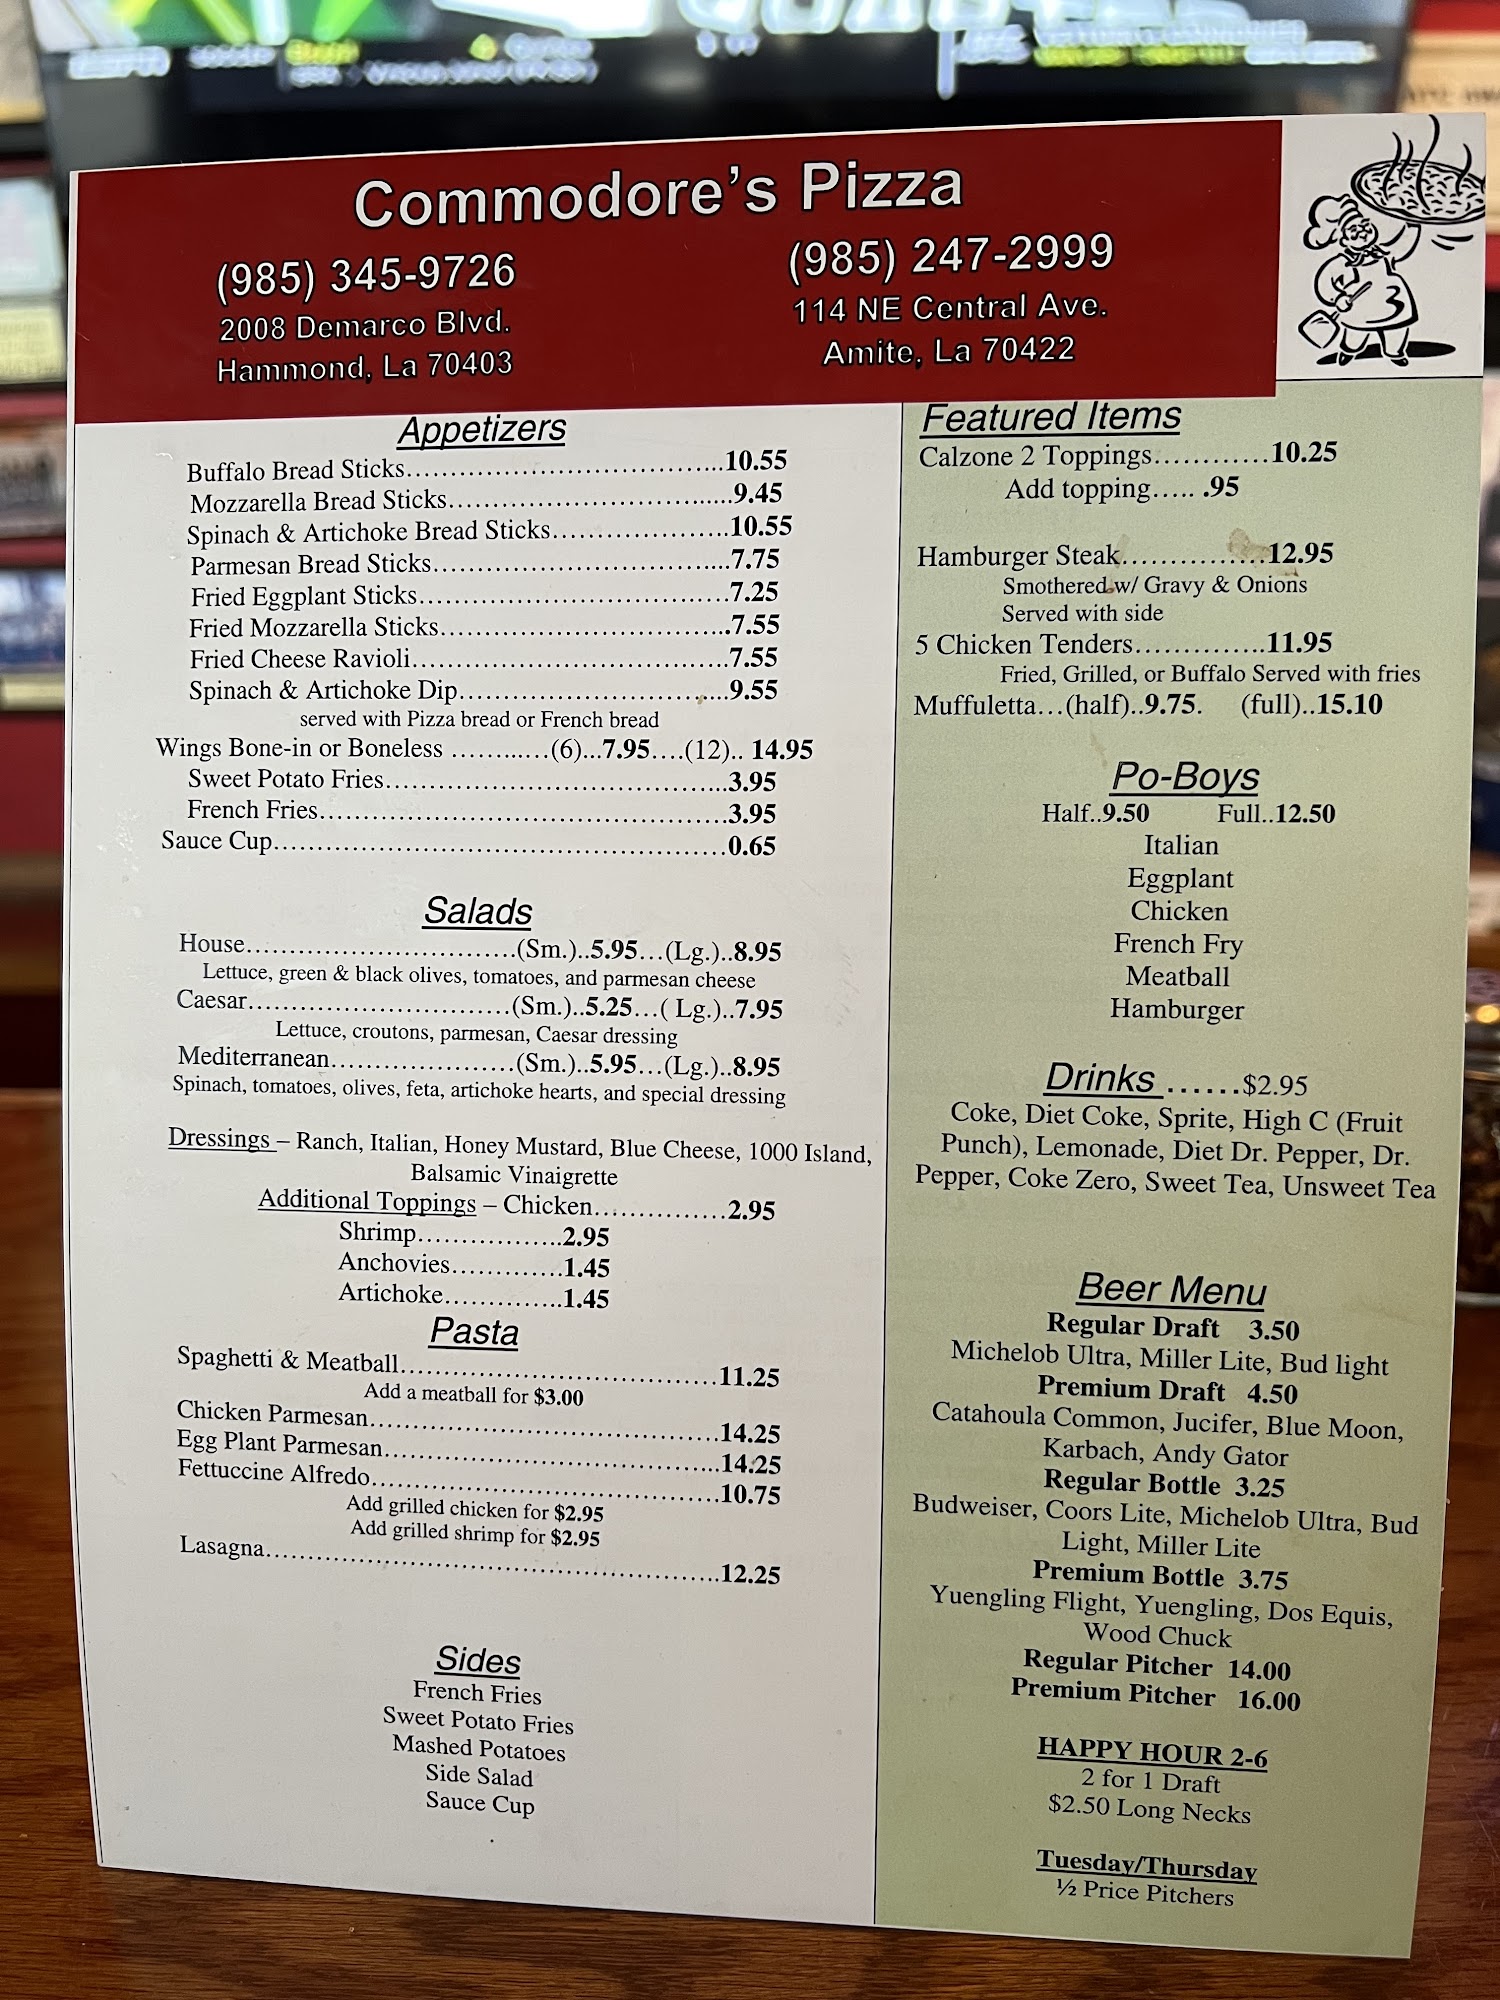 Commodore's Pizza
(985) 345-9726
2008 Demarco Blvd.
Hammond, La 70403
(985) 247-2999
114 NE Central Ave.
Amite, La 70422
Appetizers
Buffalo Bread Sticks.......................................10.55
Mozzarella Bread Sticks...................................9.45
Spinach & Artichoke Bread Sticks.....................10.55
Parmesan Bread Sticks....................................7.75
Fried Eggplant Sticks......................................7.25
Fried Mozzarella Sticks...................................7.55
Fried Cheese Ravioli.......................................7.55
Spinach & Artichoke Dip.................................9.55
served with Pizza bread or French bread
Wings Bone-in or Boneless ............(6)...7.95....(12).. 14.95
Sweet Potato Fries..........................................3.95
French Fries..................................................3.95
Sauce Cup.......................................................0.65
Salads
House.................................(Sm.)..5.95...(Lg.)..8.95
Lettuce, green & black olives, tomatoes, and parmesan cheese
Caesar................................(Sm.)..5.25...( Lg.)..7.95
Lettuce, croutons, parmesan, Caesar dressing
Mediterranean......................(Sm.)..5.95...(Lg.)..8.95
Spinach, tomatoes, olives, feta, artichoke hearts, and special dressing
Dressings – Ranch, Italian, Honey Mustard, Blue Cheese, 1000 Island,
Balsamic Vinaigrette
Additional Toppings – Chicken................2.95
Shrimp.................2.95
Anchovies.............1.45
Artichoke..............1.45
Pasta
Spaghetti & Meatball.......................................11.25
Add a meatball for $3.00
Chicken Parmesan...........................................14.25
Egg Plant Parmesan.........................................14.25
Fettuccine Alfredo...........................................10.75
Add grilled chicken for $2.95
Add grilled shrimp for $2.95
Lasagna.......................................................12.25
Sides
French Fries
Sweet Potato Fries
Mashed Potatoes
Side Salad
Sauce Cup
Featured Items
Calzone 2 Toppings.............10.25
Add topping..... .95
Hamburger Steak................12.95
Smothered w/ Gravy & Onions
Served with side
5 Chicken Tenders..............11.95
Fried, Grilled, or Buffalo Served with fries
Muffuletta...(half)..9.75. (full)..15.10
Po-Boys
Half..9.50 Full..12.50
Italian
Eggplant
Chicken
French Fry
Meatball
Hamburger
Drinks ......$2.95
Coke, Diet Coke, Sprite, High C (Fruit
Punch), Lemonade, Diet Dr. Pepper, Dr.
Pepper, Coke Zero, Sweet Tea, Unsweet Tea
Beer Menu
Regular Draft 3.50
Michelob Ultra, Miller Lite, Bud light
Premium Draft 4.50
Catahoula Common, Jucifer, Blue Moon,
Karbach, Andy Gator
Regular Bottle 3.25
Budweiser, Coors Lite, Michelob Ultra, Bud
Light, Miller Lite
Premium Bottle 3.75
Yuengling Flight, Yuengling, Dos Equis,
Wood Chuck
Regular Pitcher 14.00
Premium Pitcher 16.00
HAPPY HOUR 2-6
2 for 1 Draft
$2.50 Long Necks
Tuesday/Thursday
½ Price Pitchers